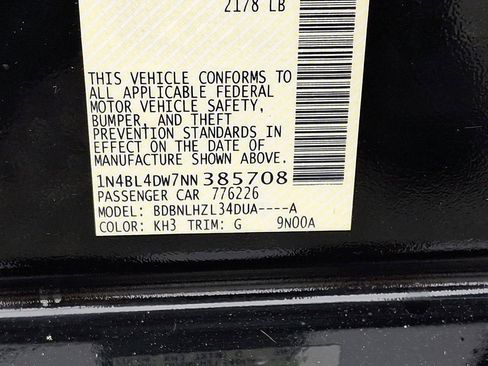 2178 LB
THIS VEHICLE CONFORMS TO
ALL APPLICABLE FEDERAL
MOTOR VEHICLE SAFETY,
BUMPER, AND THEFT
PREVENTION STANDARDS IN
EFFECT ON THE DATE OF
MANUFACTURE SHOWN ABOVE.
1N4BL4DW7NN385708
PASSENGER CAR 776226
MODEL: BDBNLHZL34DUA----A
COLOR: KH3 TRIM: G 9N00A